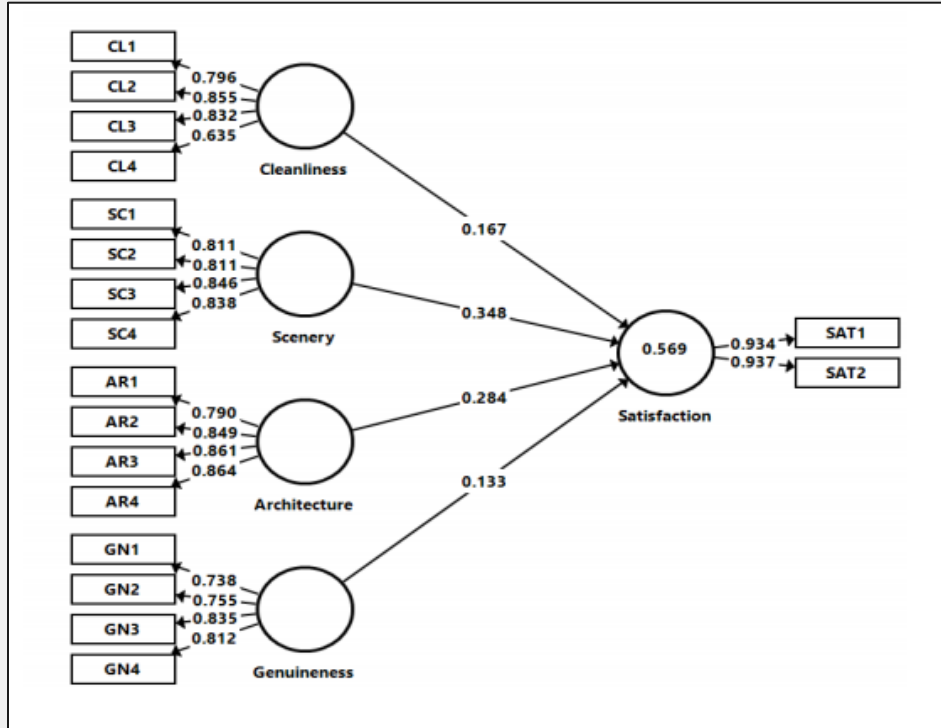 CL1
0.796
CL2
0.855
CL3
0.832
0.635
CL4
Cleanliness
0.167
SC1
0.811
SC2
0.811
SC3
0.846
0.838
SC4
Scenery
0.348
0.569
Satisfaction
0.934
SAT1
0.937
SAT2
AR1
0.790
AR2
0.849
AR3
0.861
0.864
AR4
Architecture
0.284
GN1
0.738
GN2
0.755
GN3
0.835
0.812
GN4
Genuineness
0.133